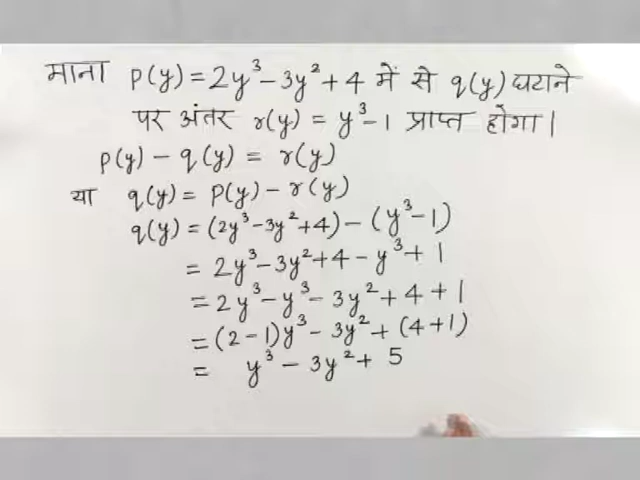 माना p(y) = 2y³ - 3y² + 4 में से q(y) घटाने
पर अंतर r(y) = y³ - 1 प्राप्त होगा।
p(y) - q(y) = r(y)
या q(y) = p(y) - r(y)
q(y) = (2y³ - 3y² + 4) - (y³ - 1)
= 2y³ - 3y² + 4 - y³ + 1
= 2y³ - y³ - 3y² + 4 + 1
= (2-1)y³ - 3y² + (4+1)
= y³ - 3y² + 5